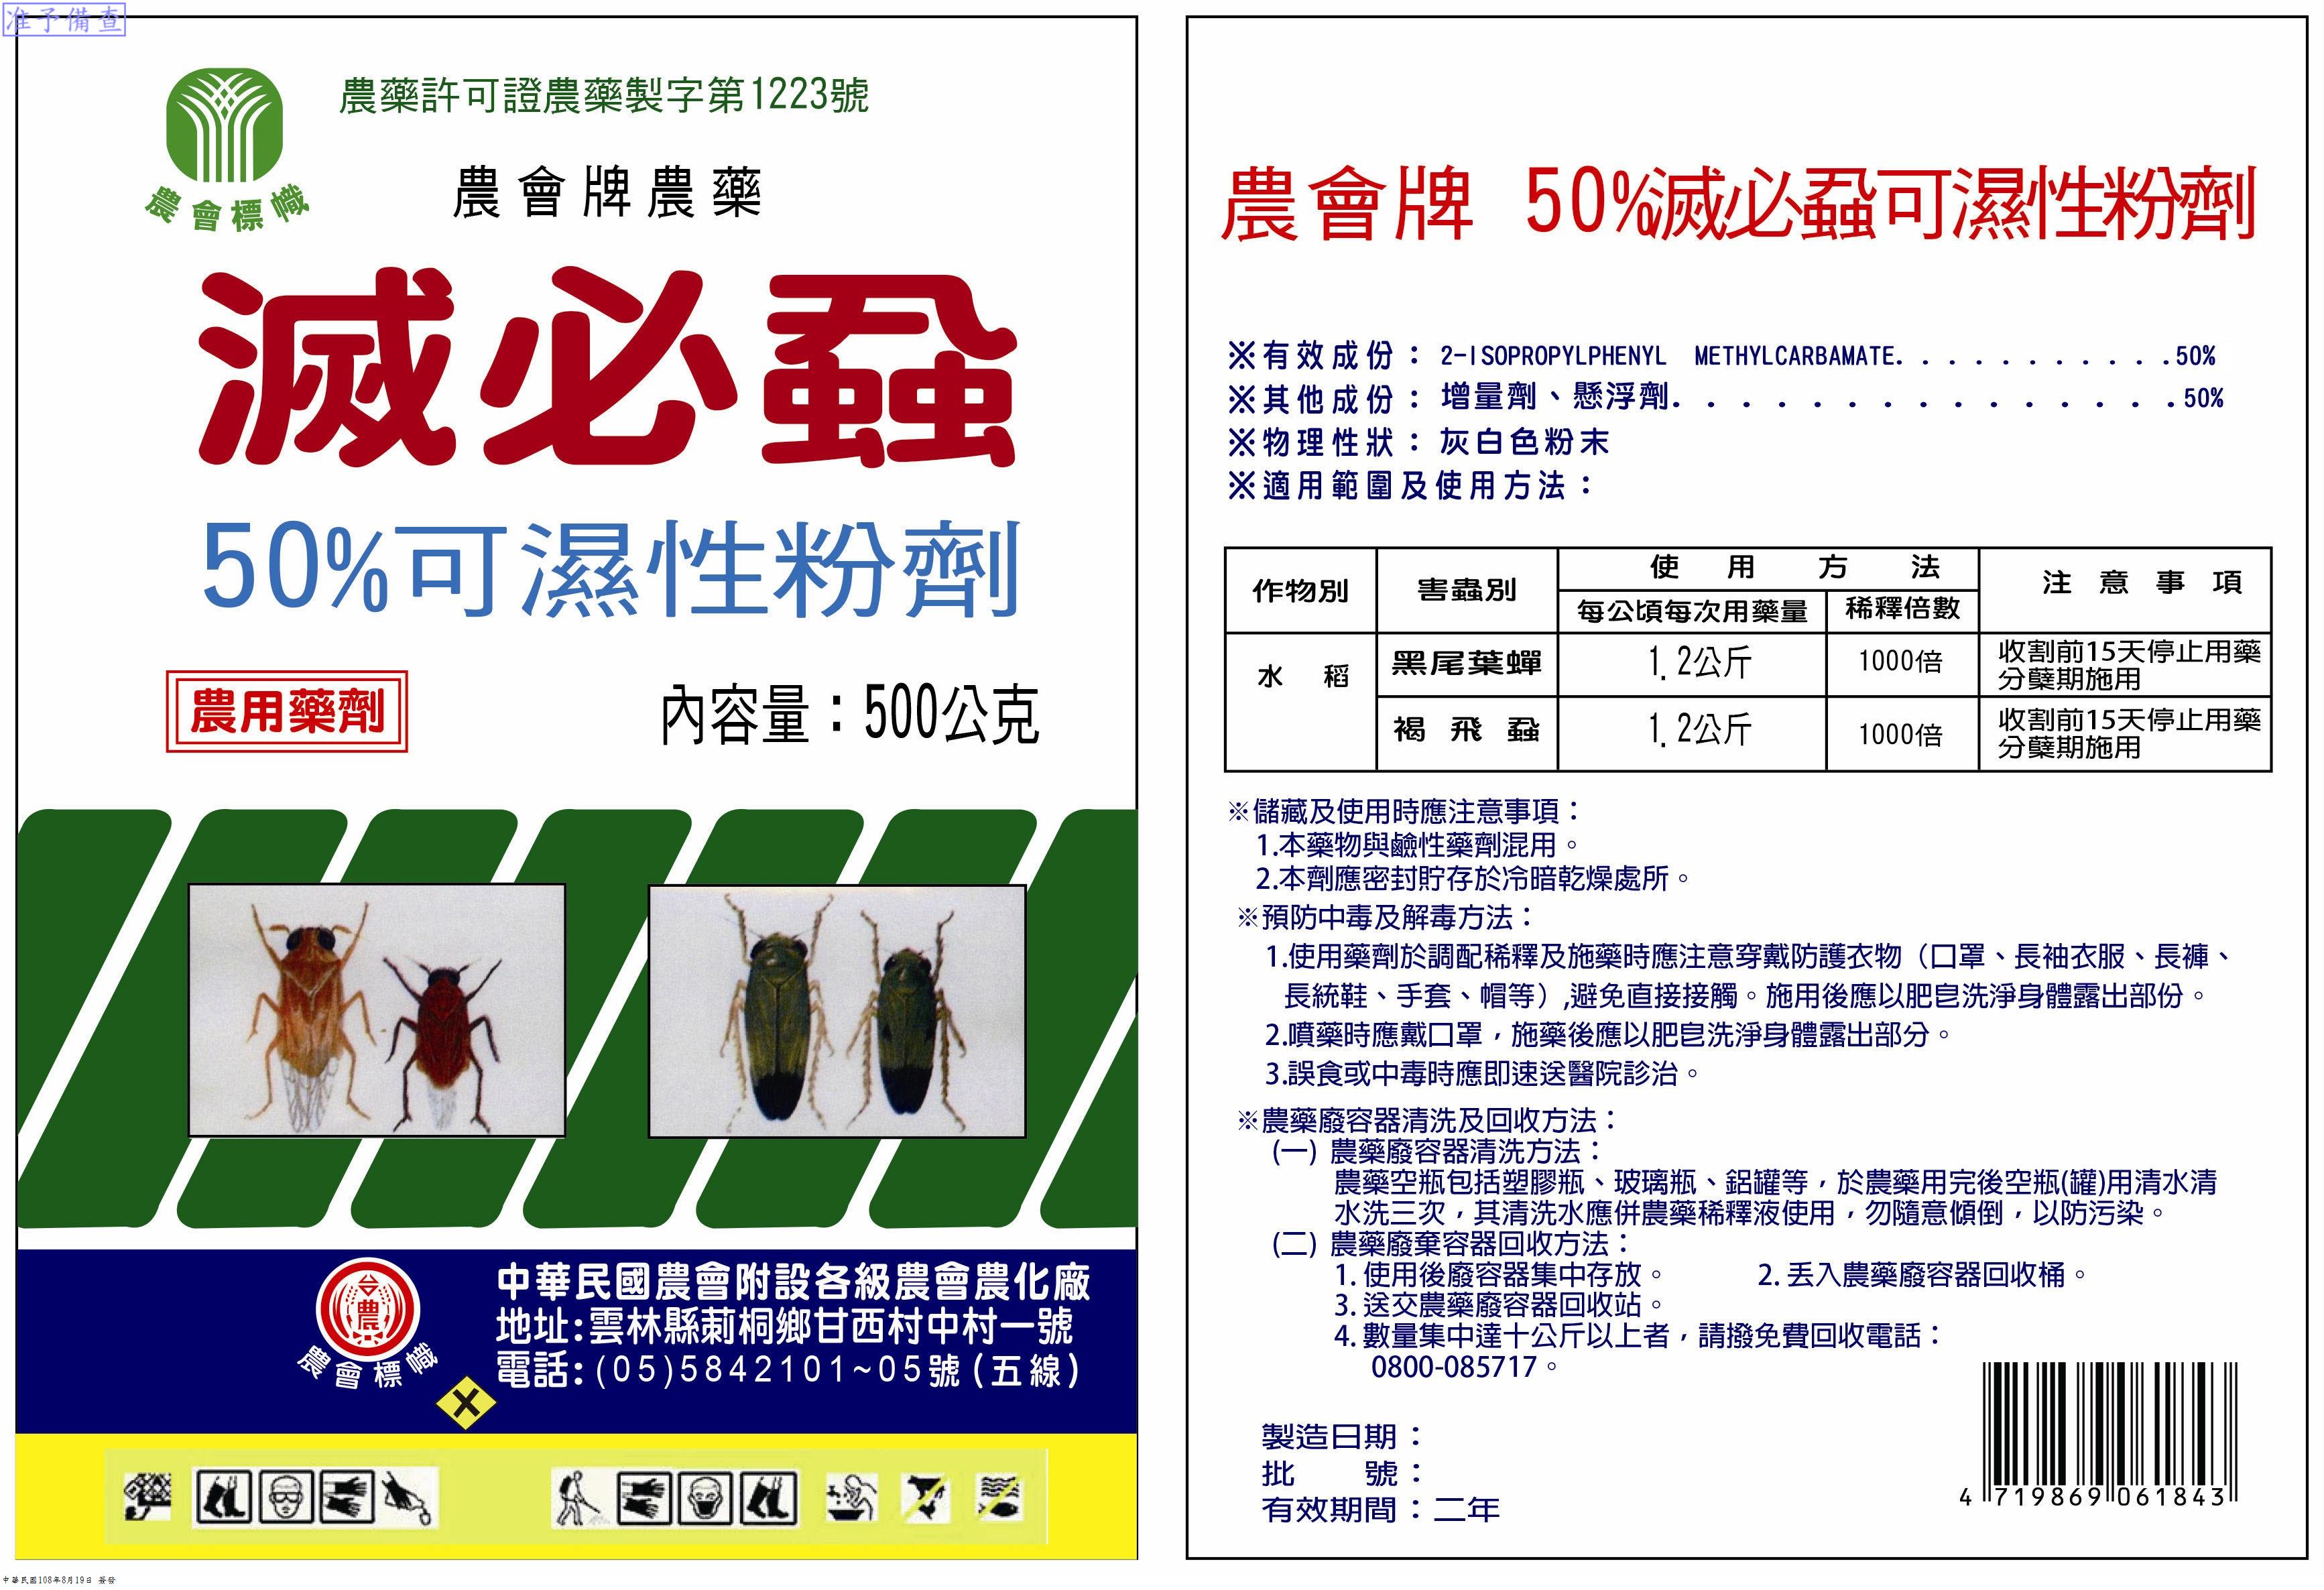 准予備查
農藥許可證農藥製字第1223號
農會標幟
農會牌農藥
滅必蝨
50%可濕性粉劑
農用藥劑
內容量：500公克
農
農會標幟
中華民國農會附設各級農會農化廠
地址:雲林縣莿桐鄉甘西村中村一號
電話:(05)5842101~05號(五線)
中華民國108年8月19日 簽發
農會牌 50%滅必蝨可濕性粉劑
※有效成份：2-ISOPROPYLPHENYL METHYLCARBAMATE. . . . . . . . . . .50%
※其他成份：增量劑、懸浮劑. . . . . . . . . . . . . . .50%
※物理性狀：灰白色粉末
※適用範圍及使用方法：
作物別 害蟲別 使用方法 注意事項
每公頃每次用藥量 稀釋倍數
水稻 黑尾葉蟬 1.2公斤 1000倍 收割前15天停止用藥
分蘗期施用
褐飛蝨 1.2公斤 1000倍 收割前15天停止用藥
分蘗期施用
※儲藏及使用時應注意事項：
1.本藥物與鹼性藥劑混用。
2.本劑應密封貯存於冷暗乾燥處所。
※預防中毒及解毒方法：
1.使用藥劑於調配稀釋及施藥時應注意穿戴防護衣物（口罩、長袖衣服、長褲、
長統鞋、手套、帽等）,避免直接接觸。施用後應以肥皂洗淨身體露出部份。
2.噴藥時應戴口罩，施藥後應以肥皂洗淨身體露出部分。
3.誤食或中毒時應即速送醫院診治。
※農藥廢容器清洗及回收方法：
(一) 農藥廢容器清洗方法：
農藥空瓶包括塑膠瓶、玻璃瓶、鋁罐等，於農藥用完後空瓶(罐)用清水清
水洗三次，其清洗水應併農藥稀釋液使用，勿隨意傾倒，以防污染。
(二) 農藥廢棄容器回收方法：
1. 使用後廢容器集中存放。 2. 丟入農藥廢容器回收桶。
3. 送交農藥廢容器回收站。
4. 數量集中達十公斤以上者，請撥免費回收電話：
0800-085717。
製造日期：
批號：
有效期間：二年
4 719869 061843